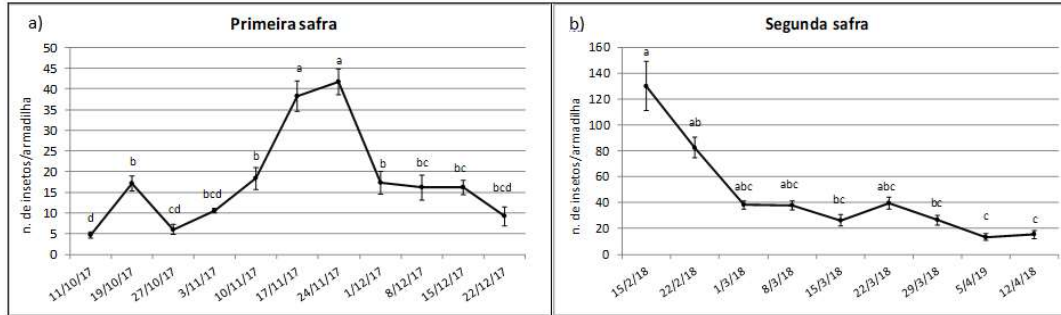 a)
Primeira safra
n. de insetos/armadilha
50
45
40
35
30
25
20
15
10
5
0
d
b
cd
bcd
b
a
a
b
bc
bc
bcd
11/10/17
19/10/17
27/10/17
3/11/17
10/11/17
17/11/17
24/11/17
1/12/17
8/12/17
15/12/17
22/12/17
b)
Segunda safra
n. de insetos/armadilha
160
140
120
100
80
60
40
20
0
a
ab
abc
abc
bc
abc
bc
c
c
15/2/18
22/2/18
1/3/18
8/3/18
15/3/18
22/3/18
29/3/18
5/4/19
12/4/18